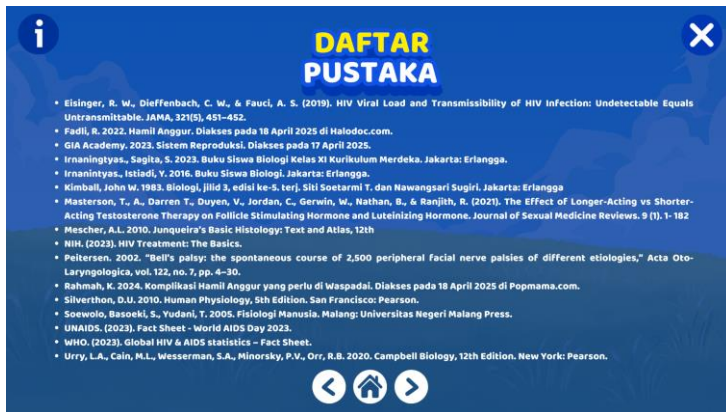 i
DAFTAR
PUSTAKA
• Eisinger, R. W., Dieffenbach, C. W., & Fauci, A. S. (2019). HIV Viral Load and Transmissibility of HIV Infection: Undetectable Equals
Untransmittable. JAMA, 321(5), 451–452.
• Fadli, R. 2022. Hamil Anggur. Diakses pada 18 April 2025 di Halodoc.com.
• GIA Academy. 2023. Sistem Reproduksi. Diakses pada 17 April 2025.
• Irnaningtyas., Sagita, S. 2023. Buku Siswa Biologi Kelas XI Kurikulum Merdeka. Jakarta: Erlangga.
• Irnanintyas., Istiadi, Y. 2016. Buku Siswa Biologi. Jakarta: Erlangga.
• Kimball, John W. 1983. Biologi, jilid 3, edisi ke-5. terj. Siti Soetarmi T. dan Nawangsari Sugiri. Jakarta: Erlangga
• Masterson, T., A., Darren T., Duyen, V., Jordan, C., Gerwin, W., Nathan, B., & Ranjith, R. (2021). The Effect of Longer-Acting vs Shorter-
Acting Testosterone Therapy on Follicle Stimulating Hormone and Luteinizing Hormone. Journal of Sexual Medicine Reviews. 9 (1). 1- 182
• Mescher, A.L. 2010. Junqueira's Basic Histology: Text and Atlas, 12th
• NIH. (2023). HIV Treatment: The Basics.
• Peitersen. 2002. "Bell's palsy: the spontaneous course of 2,500 peripheral facial nerve palsies of different etiologies," Acta Oto-
Laryngologica, vol. 122, no. 7, pp. 4–30.
• Rahmah, K. 2024. Komplikasi Hamil Anggur yang perlu di Waspadai. Diakses pada 18 April 2025 di Popmama.com.
• Silverthon, D.U. 2010. Human Physiology, 5th Edition. San Francisco: Pearson.
• Soewolo, Basoeki, S., Yudani, T. 2005. Fisiologi Manusia. Malang: Universitas Negeri Malang Press.
• UNAIDS. (2023). Fact Sheet - World AIDS Day 2023.
• WHO. (2023). Global HIV & AIDS statistics – Fact Sheet.
• Urry, L.A., Cain, M.L., Wesserman, S.A., Minorsky, P.V., Orr, R.B. 2020. Campbell Biology, 12th Edition. New York: Pearson.